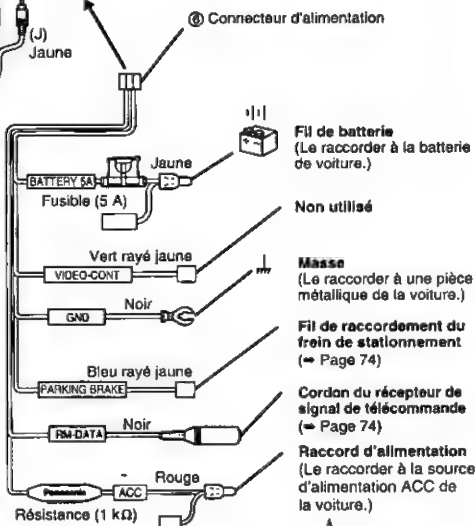 (J)
Jaune
⑥ Connecteur d'alimentation
Jaune
BATTERY 5A
Fusible (5 A)
Fil de batterie
(Le raccorder à la batterie
de voiture.)
Non utilisé
Vert rayé jaune
VIDEO-CONT
Masse
(Le raccorder à une pièce
métallique de la voiture.)
Noir
GND
Fil de raccordement du
frein de stationnement
(➡ Page 74)
Bleu rayé jaune
PARKING BRAKE
Cordon du récepteur de
signal de télécommande
(➡ Page 74)
Noir
RM-DATA
Raccord d'alimentation
(Le raccorder à la source
d'alimentation ACC de
la voiture.)
Rouge
Panasonic
ACC
Résistance (1 kΩ)